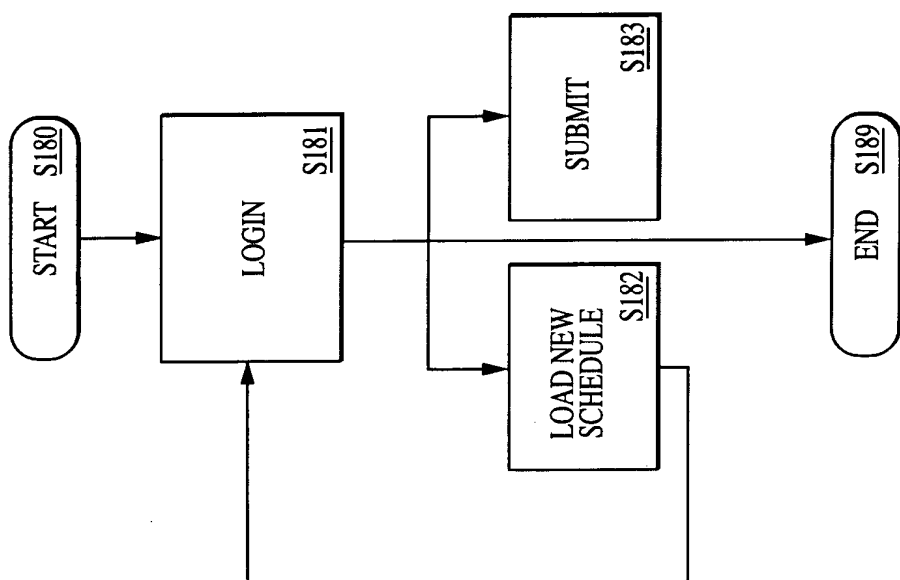 START S180
LOGIN
S181
LOAD NEW
SCHEDULE
S182
SUBMIT
S183
END S189